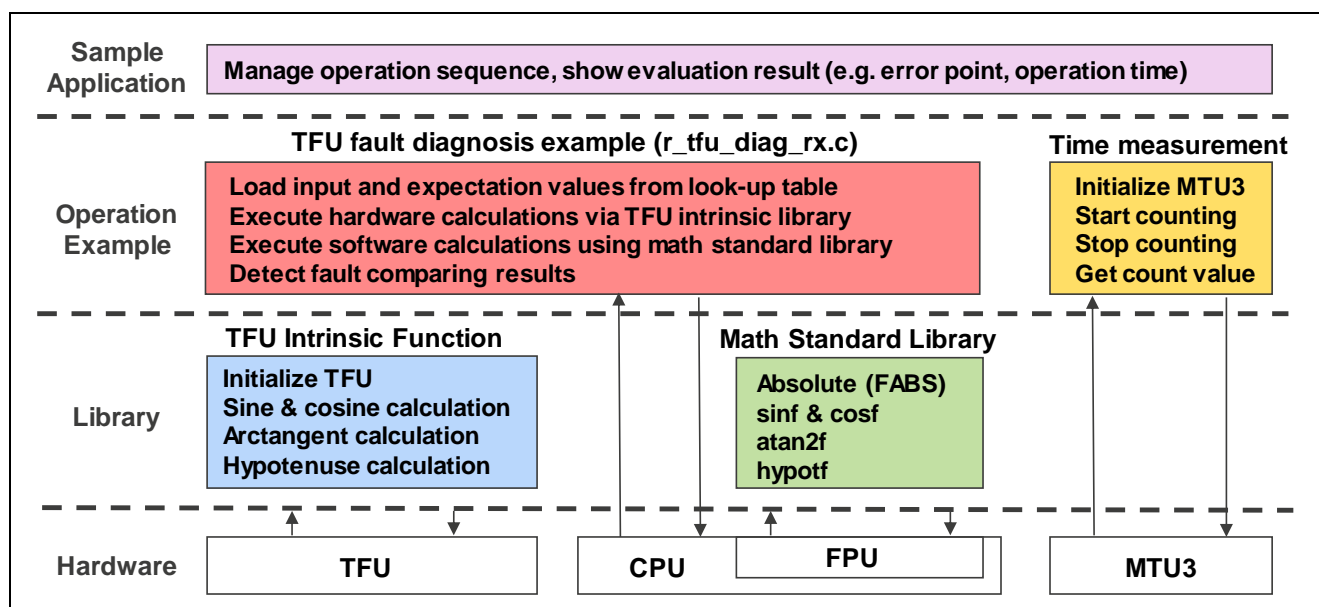 Sample
Application
Manage operation sequence, show evaluation result (e.g. error point, operation time)
TFU fault diagnosis example (r_tfu_diag_rx.c)
Time measurement
Operation
Example
Load input and expectation values from look-up table
Execute hardware calculations via TFU intrinsic library
Execute software calculations using math standard library
Detect fault comparing results
Initialize MTU3
Start counting
Stop counting
Get count value
TFU Intrinsic Function
Math Standard Library
Library
Initialize TFU
Sine & cosine calculation
Arctangent calculation
Hypotenuse calculation
Absolute (FABS)
sinf & cosf
atan2f
hypotf
Hardware
TFU
CPU
FPU
MTU3